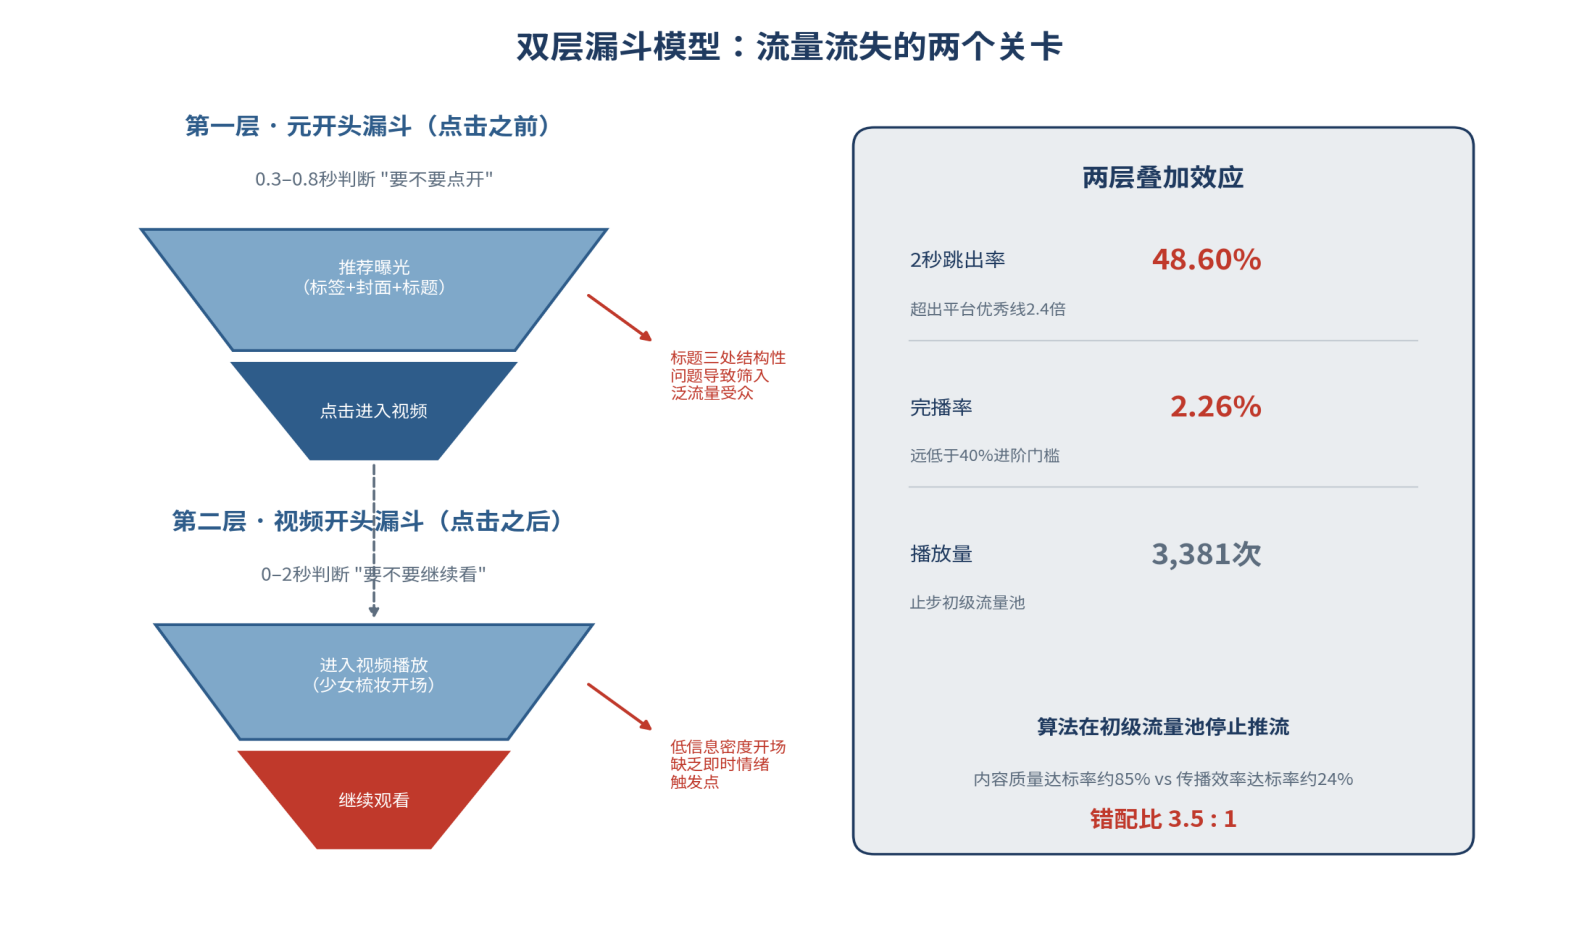 双层漏斗模型：流量流失的两个关卡
第一层 · 元开头漏斗（点击之前）
0.3–0.8秒判断 "要不要点开"
推荐曝光
（标签+封面+标题）
标题三处结构性
问题导致筛入
泛流量受众
点击进入视频
第二层 · 视频开头漏斗（点击之后）
0–2秒判断 "要不要继续看"
进入视频播放
（少女梳妆开场）
低信息密度开场
缺乏即时情绪
触发点
继续观看
两层叠加效应
2秒跳出率 48.60%
超出平台优秀线2.4倍
完播率 2.26%
远低于40%进阶门槛
播放量 3,381次
止步初级流量池
算法在初级流量池停止推流
内容质量达标率约85% vs 传播效率达标率约24%
错配比 3.5 : 1